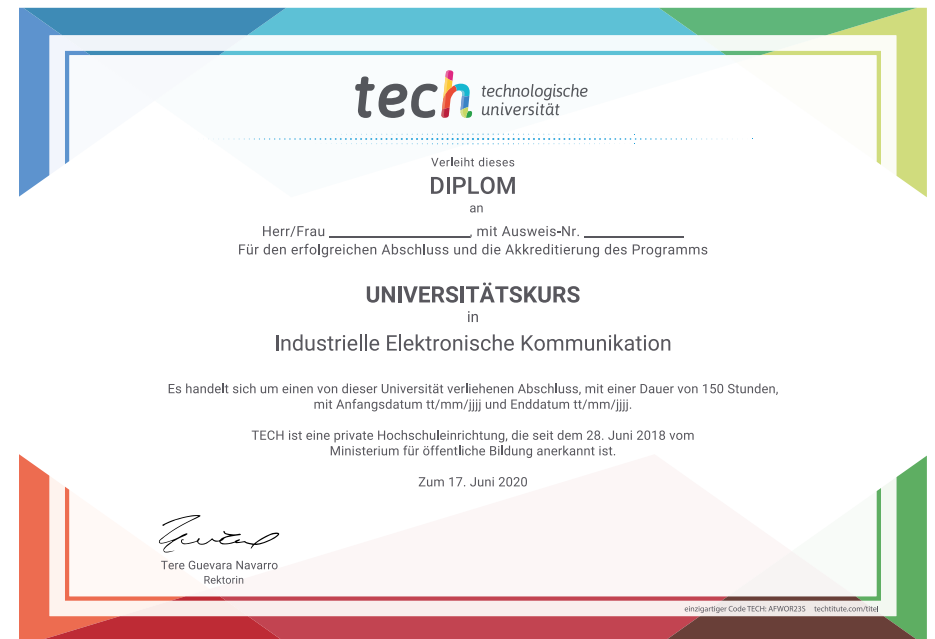 tech technologische
universität
Verleiht dieses
DIPLOM
an
Herr/Frau ____________________, mit Ausweis-Nr. ______________
Für den erfolgreichen Abschluss und die Akkreditierung des Programms
UNIVERSITÄTSKURS
in
Industrielle Elektronische Kommunikation
Es handelt sich um einen von dieser Universität verliehenen Abschluss, mit einer Dauer von 150 Stunden,
mit Anfangsdatum tt/mm/jjjj und Enddatum tt/mm/jjjj.
TECH ist eine private Hochschuleinrichtung, die seit dem 28. Juni 2018 vom
Ministerium für öffentliche Bildung anerkannt ist.
Zum 17. Juni 2020
Tere Guevara Navarro
Rektorin
einzigartiger Code TECH: AFWOR23S techtitute.com/titel